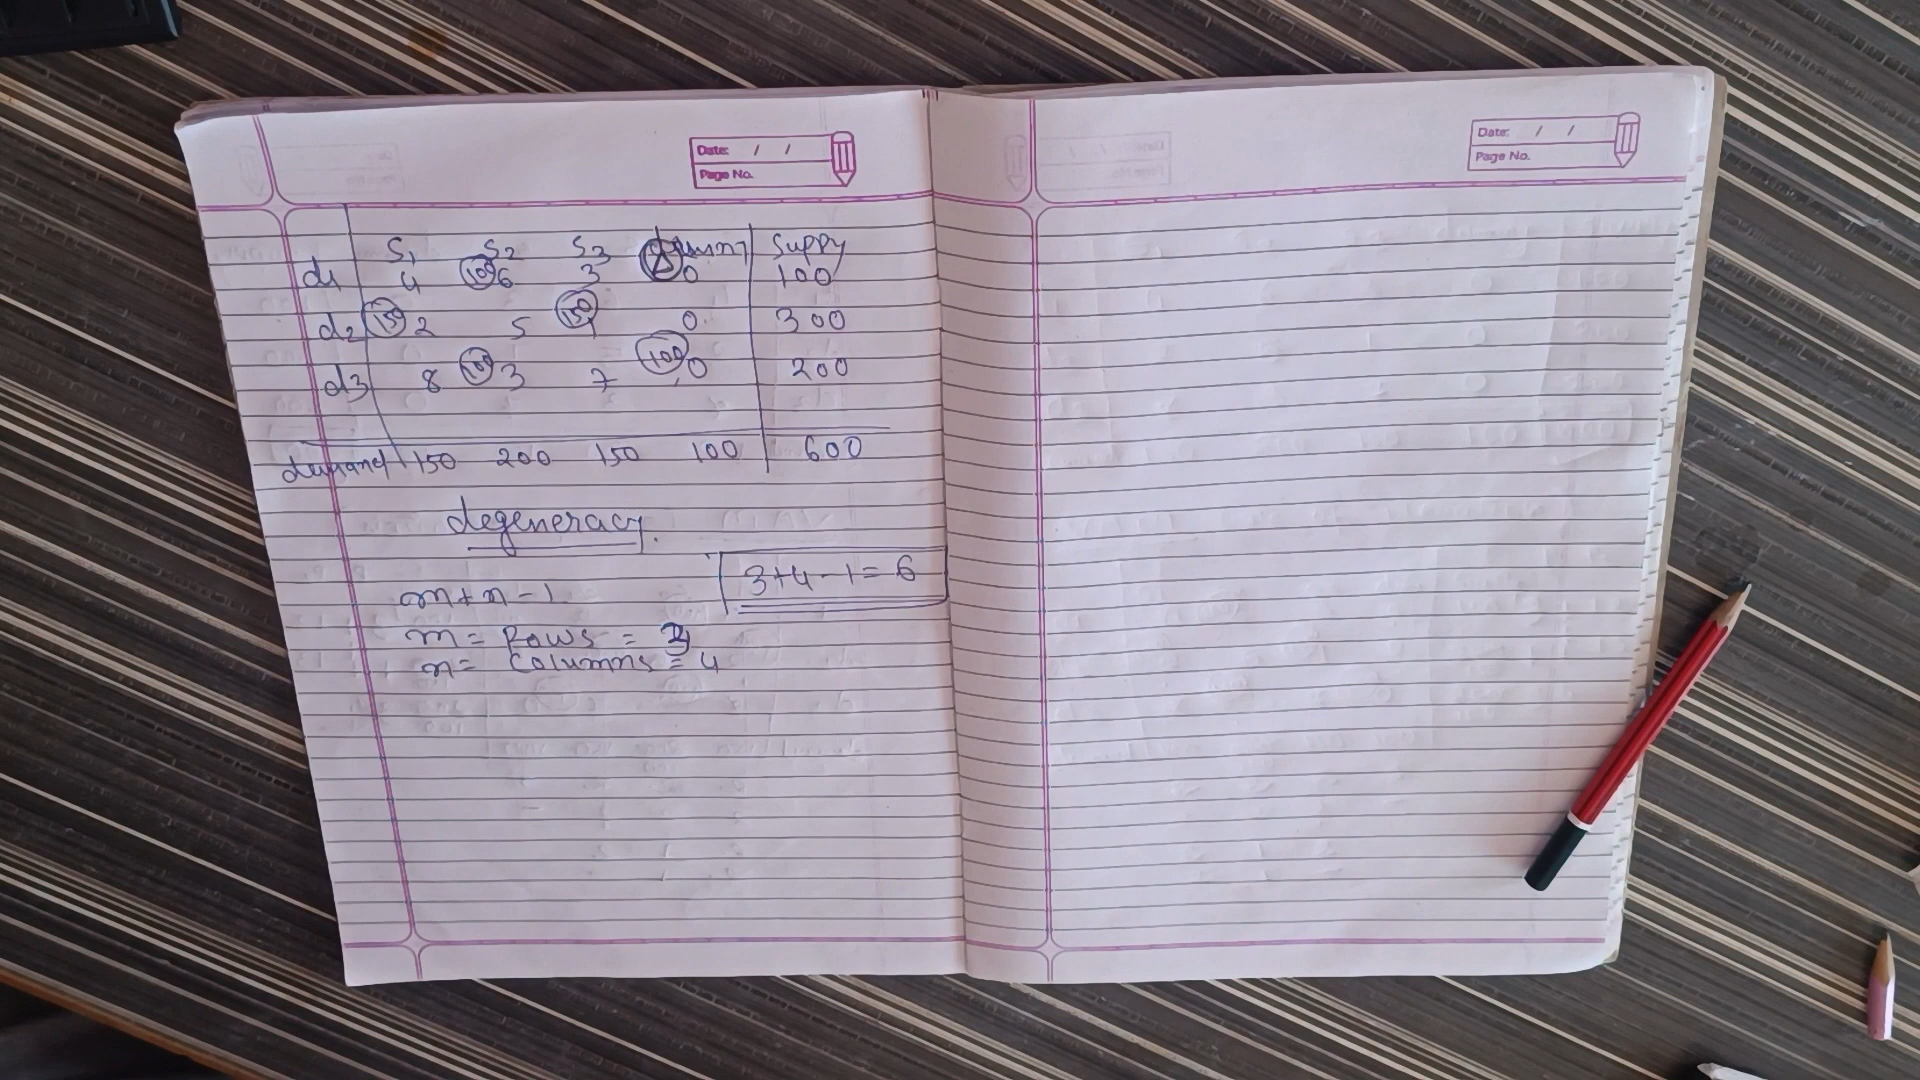 Date: / /
Page No.
S1 S2 S3 dummy Suppy
d1 4 (100) 6 3 (Δ) 0 100
d2 (150) 2 5 (150) 1 0 300
d3 8 (100) 3 7 (100) 0 200
demand 150 200 150 100 600
degeneracy.
m+n-1
3+4-1=6
m= Rows = 3
n= Columns = 4
Date: / /
Page No.